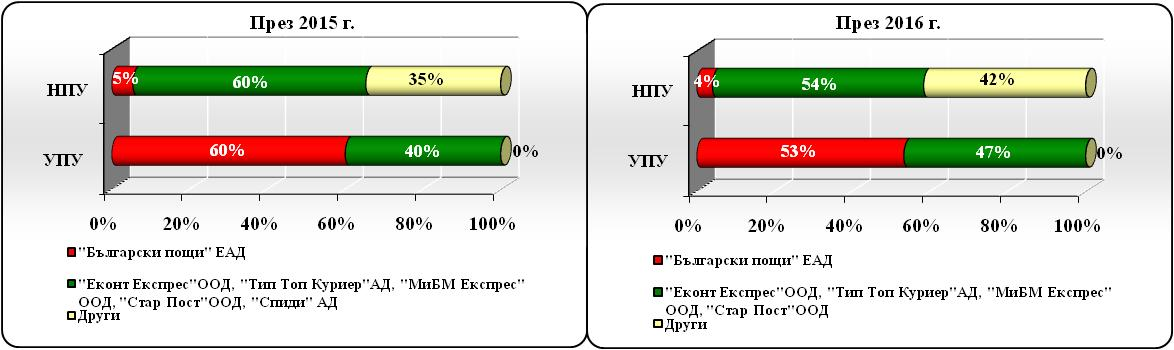 През 2015 г.
НПУ
5%
60%
35%
УПУ
60%
40%
0%
0%
20%
40%
60%
80%
100%
"Български пощи" ЕАД
"Еконт Експрес"ООД, "Тип Топ Куриер"АД, "МиБМ Експрес"
ООД, "Стар Пост"ООД, "Спиди" АД
Други
През 2016 г.
НПУ
4%
54%
42%
УПУ
53%
47%
0%
0%
20%
40%
60%
80%
100%
"Български пощи" ЕАД
"Еконт Експрес"ООД, "Тип Топ Куриер"АД, "МиБМ Експрес"
ООД, "Стар Пост"ООД
Други